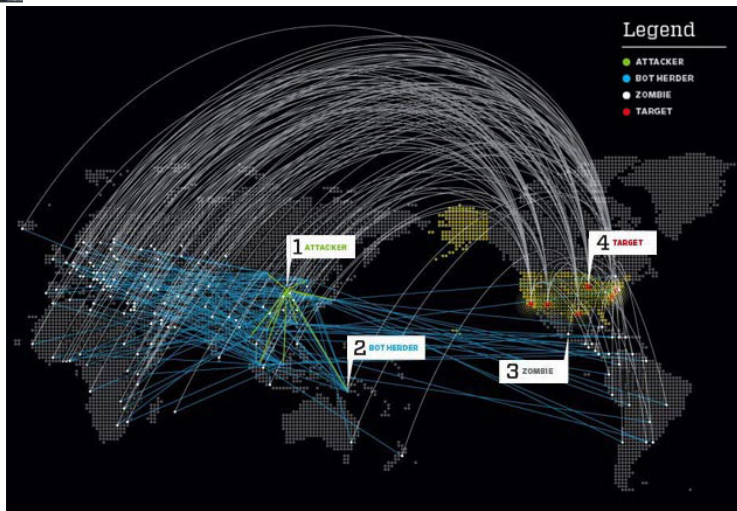 Legend
ATTACKER
BOT HERDER
ZOMBIE
TARGET
1 ATTACKER
4 TARGET
2 BOT HERDER
3 ZOMBIE